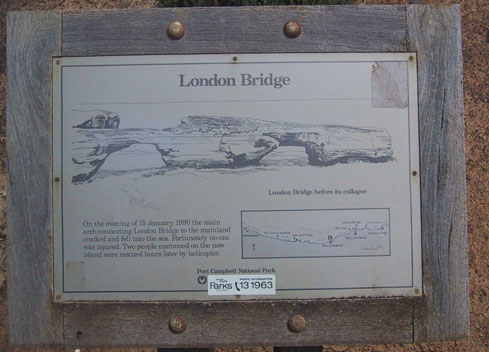 London Bridge
London Bridge before its collapse
On the evening of 15 January 1990 the main
arch connecting London Bridge to the mainland
cracked and fell into the sea. Fortunately no-one
was injured. Two people marooned on the new
island were rescued hours later by helicopter.
Port Campbell National Park
Parks 13 1963